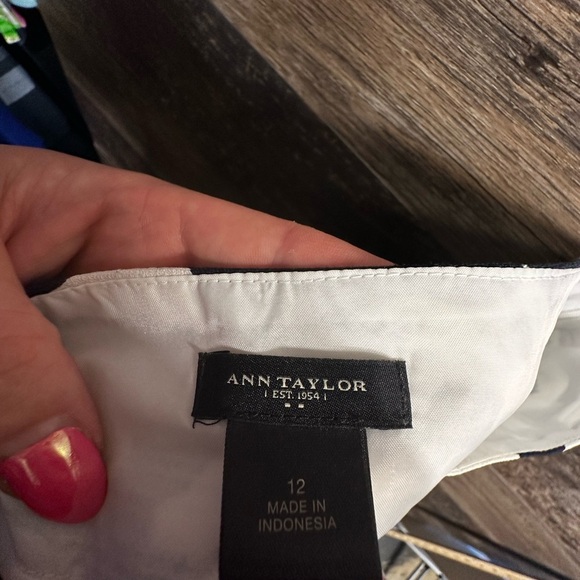 ANN TAYLOR
| EST. 1954 |
12
MADE IN
INDONESIA